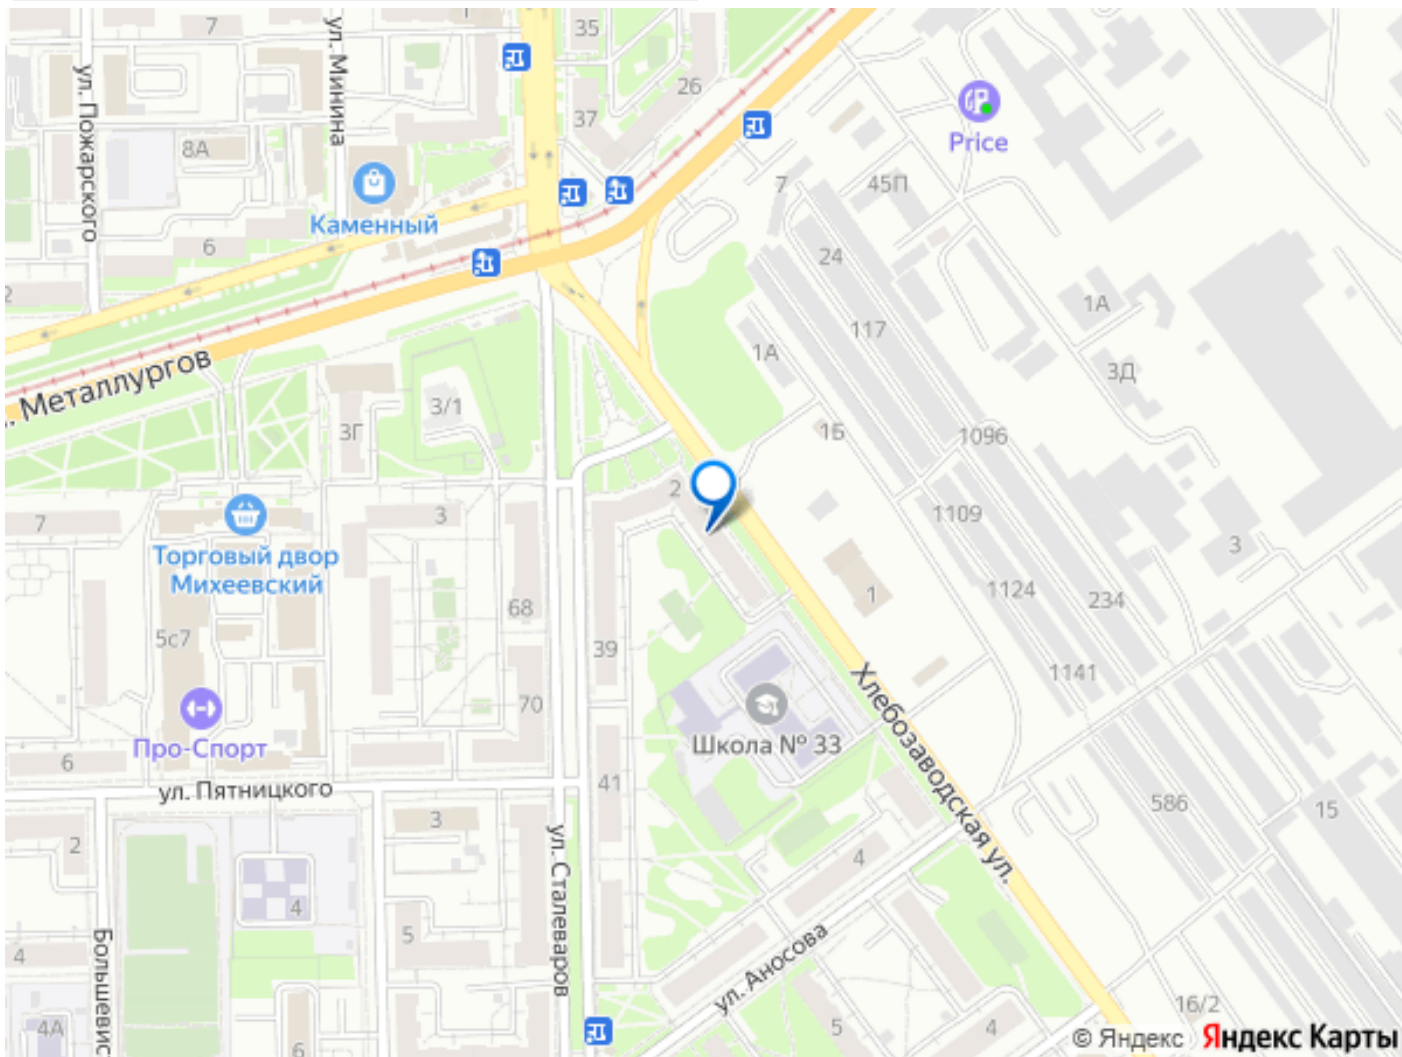 7
ул. Минина
35
1
26
ул. Пожарского
37
8А
Price
7
45П
Каменный
6
24
2
1А
117
1А
3Д
. Металлургов
3/1
3Г
1Б
1096
2
7
3
1109
Торговый двор
Михеевский
3
68
1
1124
234
5с7
39
1141
Хлебозаводская ул.
70
Про-Спорт
Школа № 33
6
41
ул. Пятницкого
586
15
3
2
4
ул. Сталеваров
4
Большевис
5
4
ул. Аносова
16/2
4А
6
5
4
© Яндекс Яндекс Карты